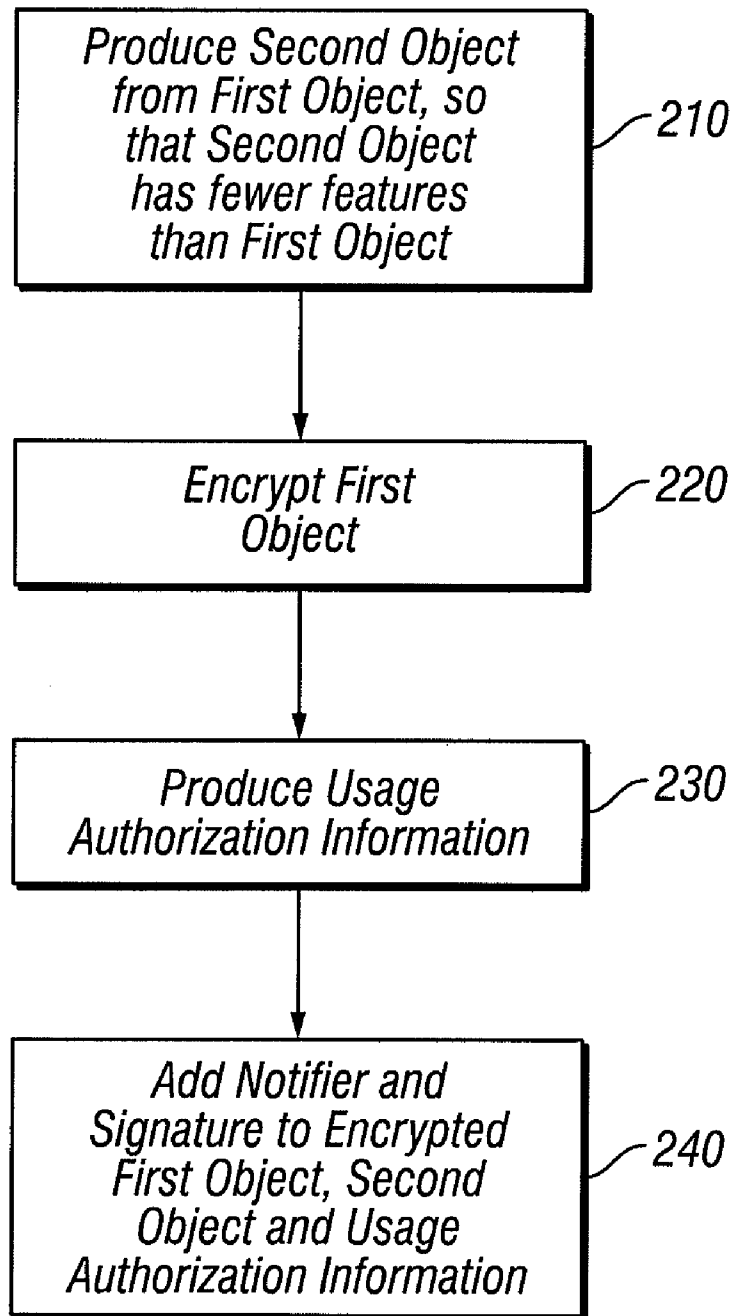 Produce Second Object
from First Object, so
that Second Object
has fewer features
than First Object
210
Encrypt First
Object
220
Produce Usage
Authorization Information
230
Add Notifier and
Signature to Encrypted
First Object, Second
Object and Usage
Authorization Information
240